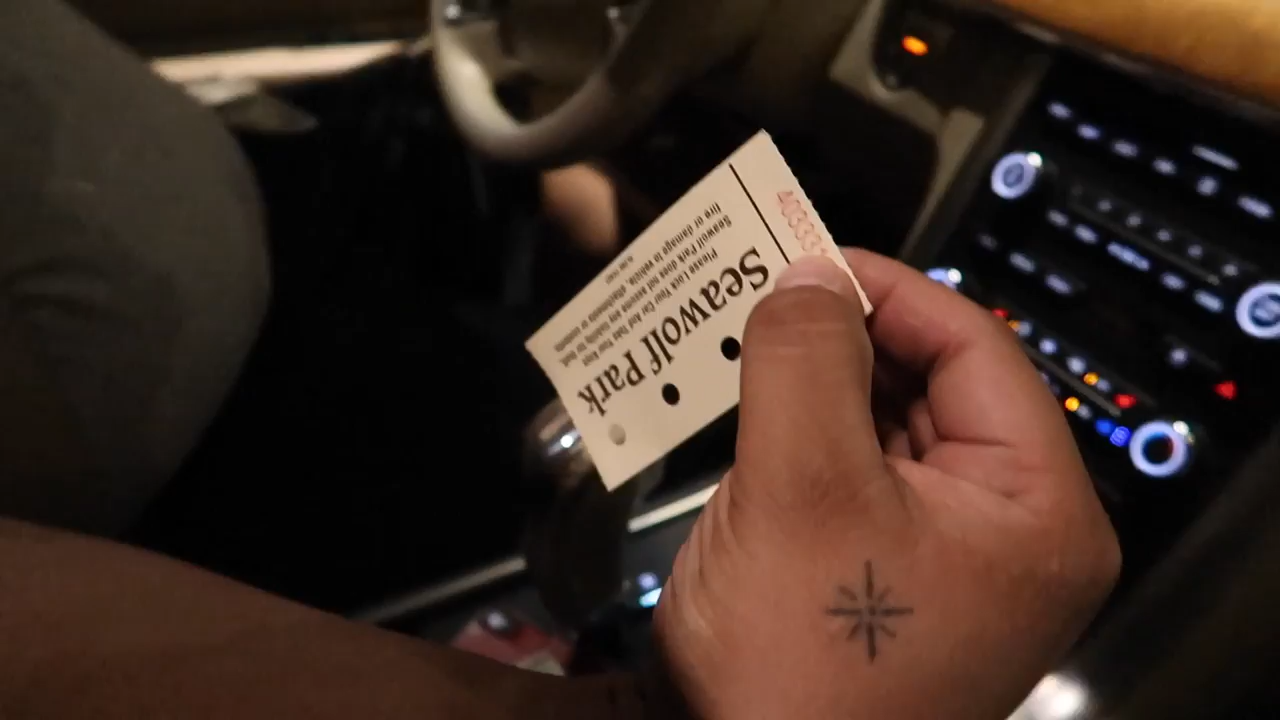 Seawolf Park
Please Lock Your Car And Take Your Keys
Seawolf Park does not assume any liability for theft,
fire or damage to vehicle, attachments or contents